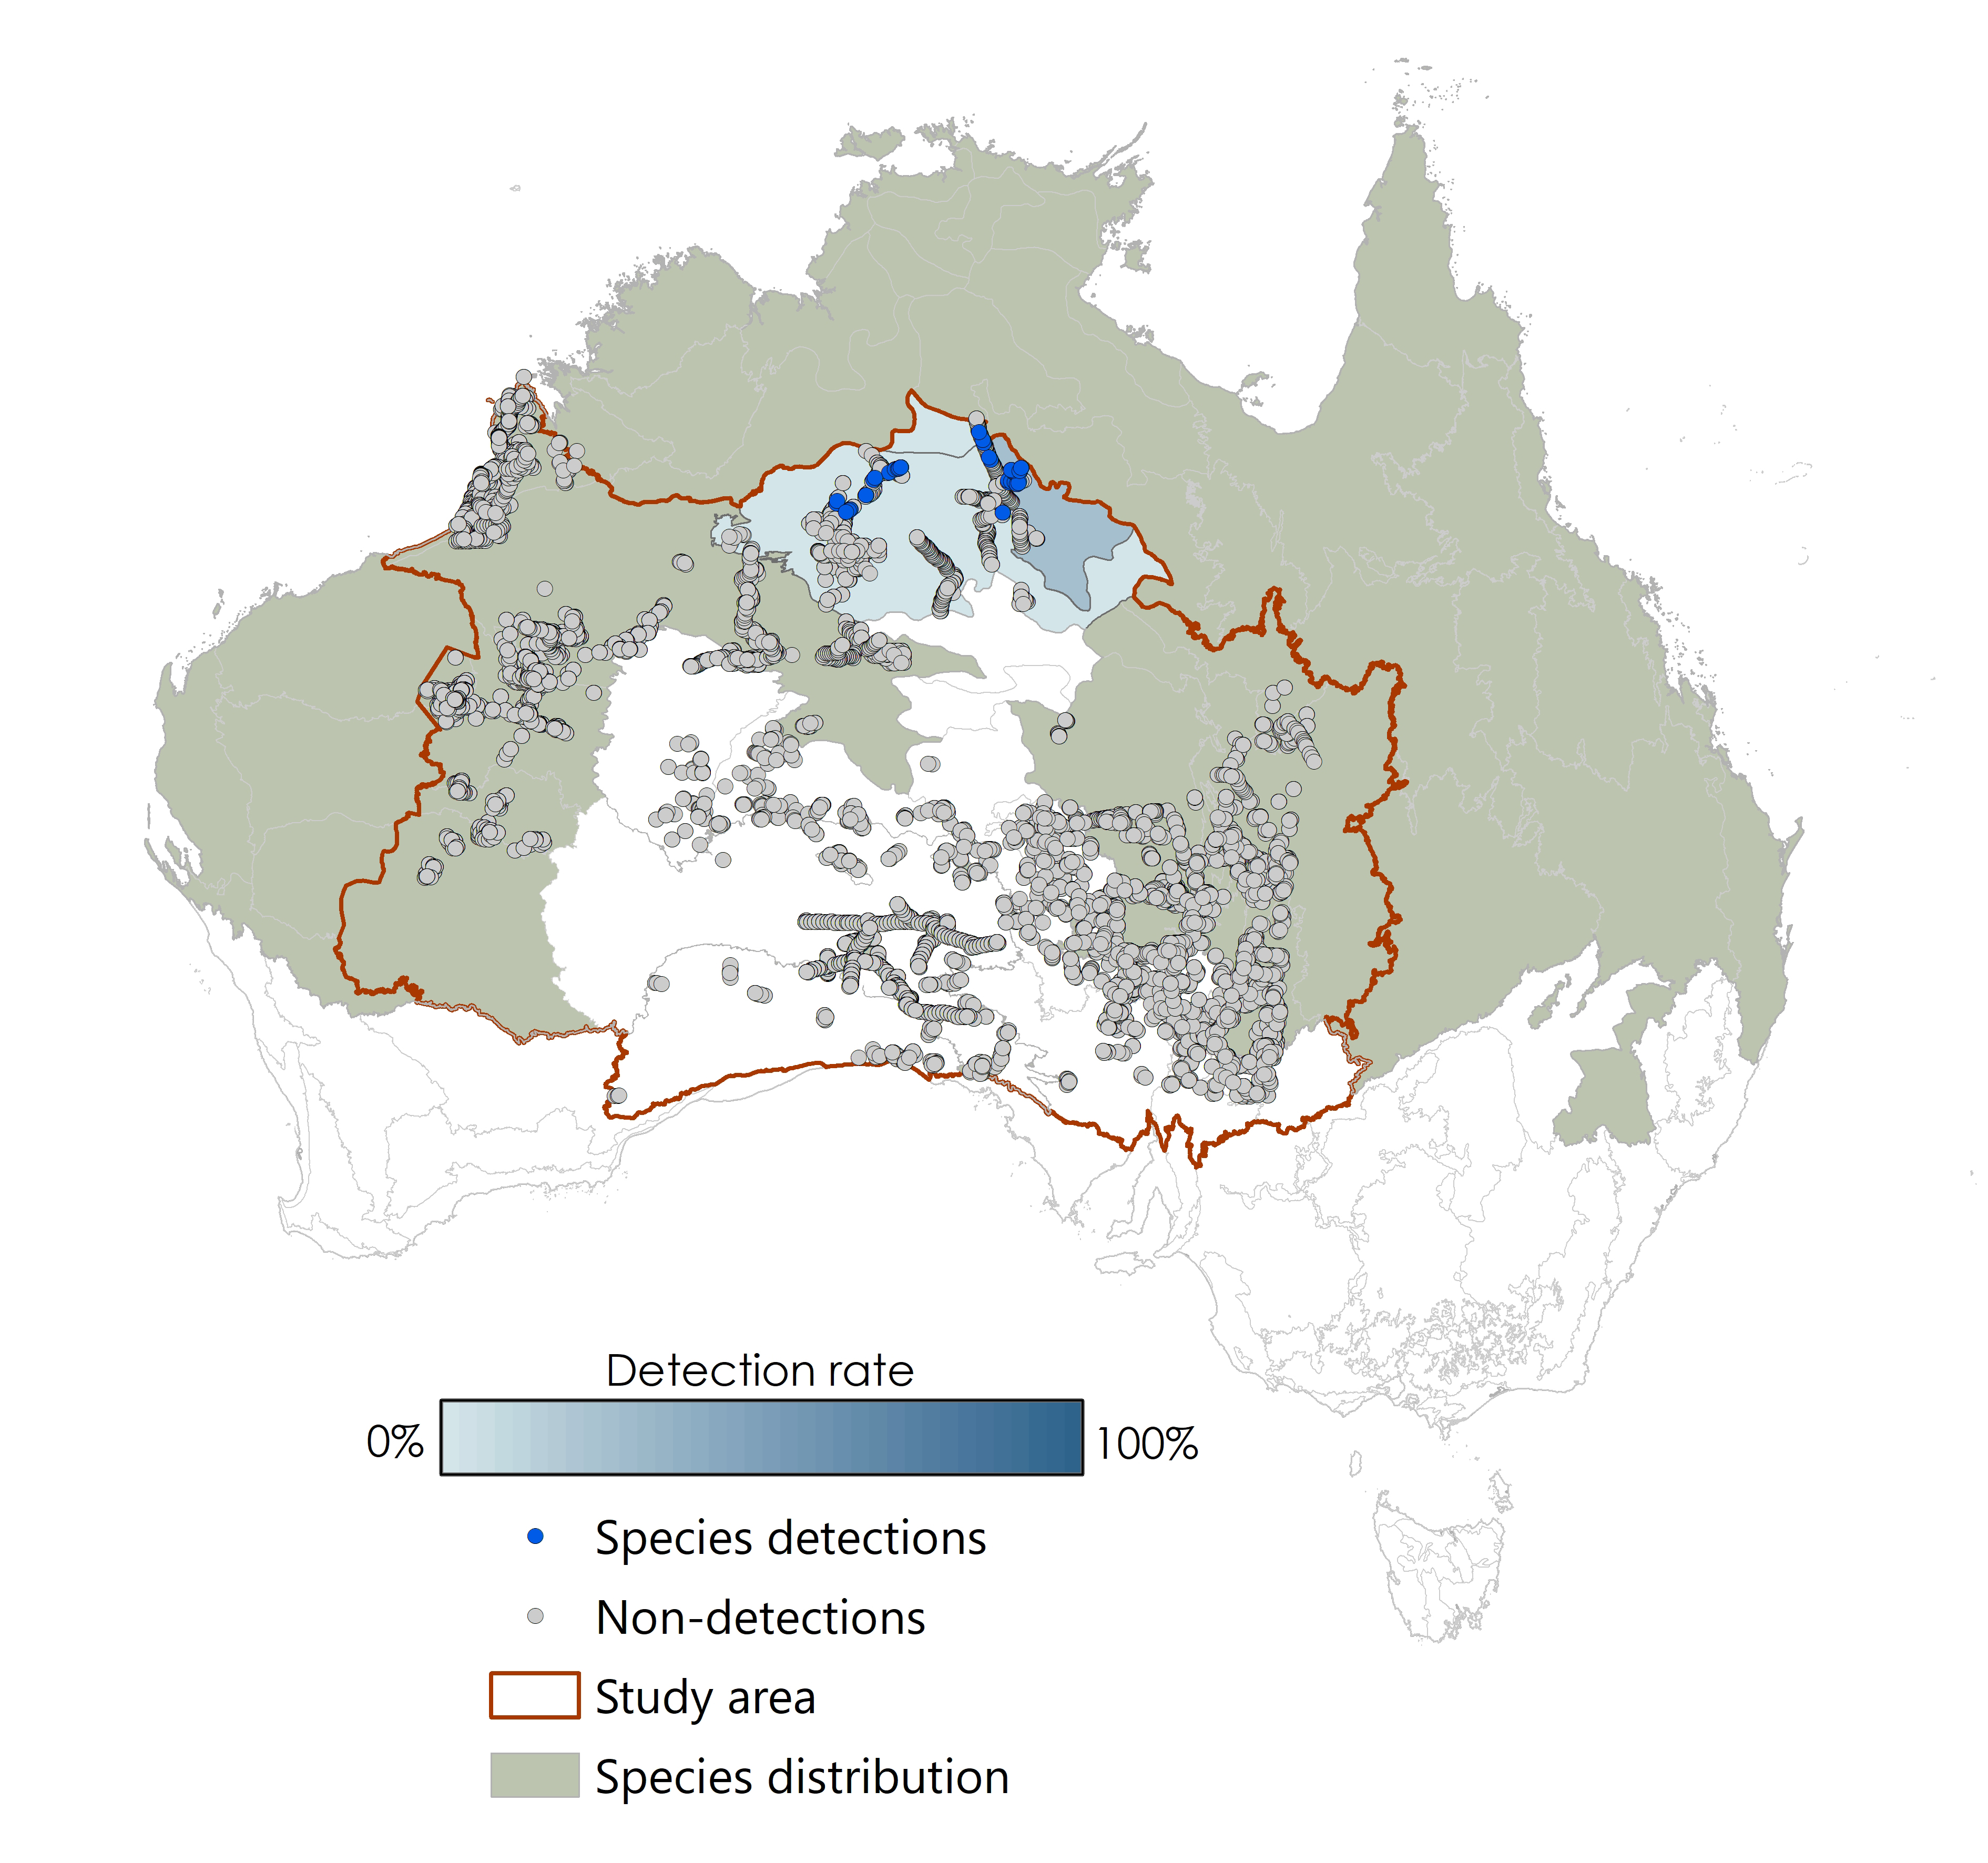 Detection rate
0%
100%
Species detections
Non-detections
Study area
Species distribution